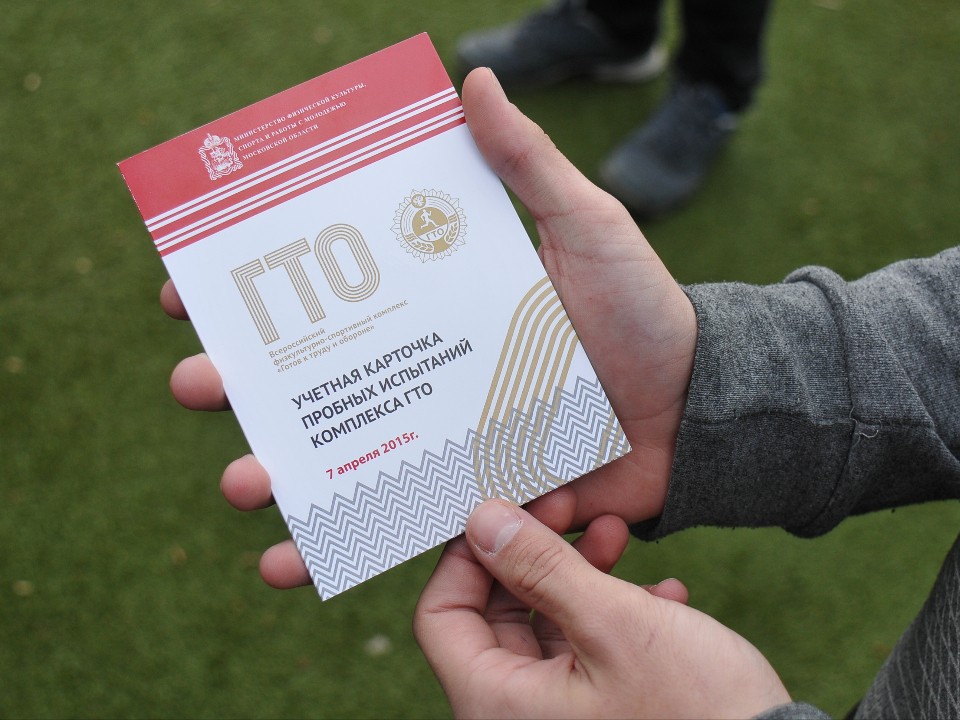 МИНИСТЕРСТВО ФИЗИЧЕСКОЙ КУЛЬТУРЫ,
СПОРТА И РАБОТЫ С МОЛОДЕЖЬЮ
МОСКОВСКОЙ ОБЛАСТИ
ГТО
ГТО
Всероссийский
физкультурно-спортивный комплекс
«Готов к труду и обороне»
УЧЕТНАЯ КАРТОЧКА
ПРОБНЫХ ИСПЫТАНИЙ
КОМПЛЕКСА ГТО
7 апреля 2015г.